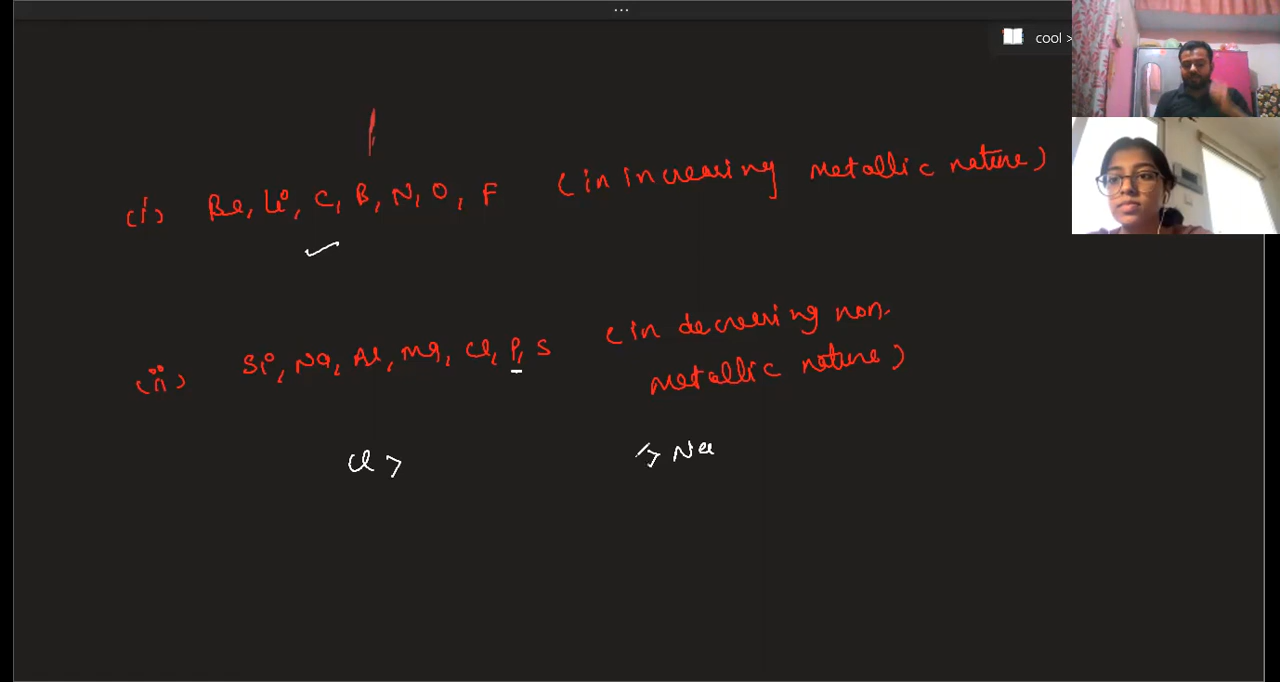 ...
cool >
(i) Be, Li, C, B, N, O, F (in increasing metallic nature)
(ii) Si, Na, Al, Mg, Cl, P, S (in decreasing non-
metallic nature)
Cl > > Na